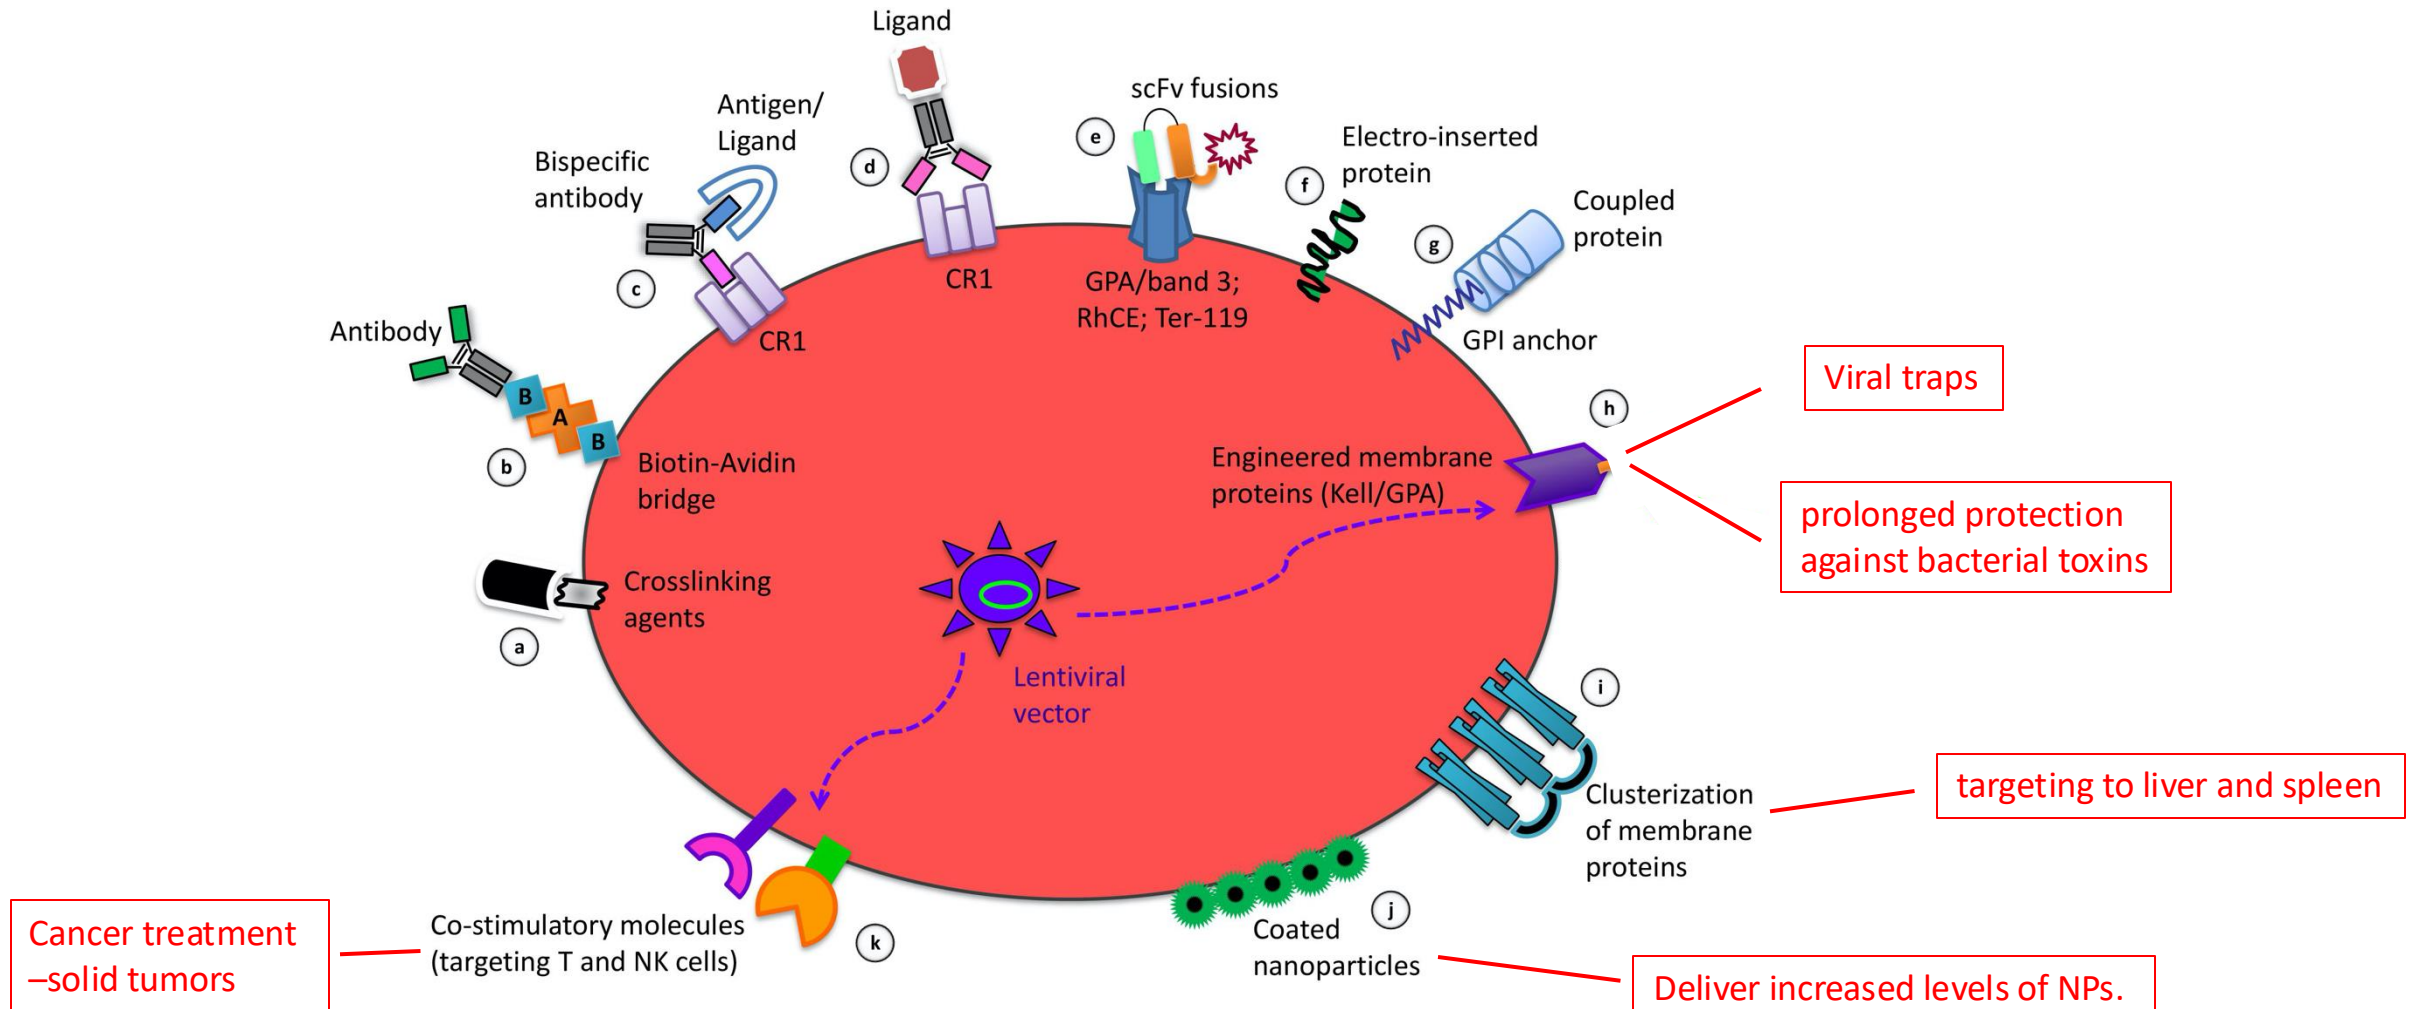 Ligand
Antigen/
Ligand
scFv fusions
e
Electro-inserted
protein
Bispecific
antibody
d
f
Coupled
protein
g
c
CR1
GPA/band 3;
RhCE; Ter-119
CR1
GPI anchor
Antibody
B
A
B
b
Biotin-Avidin
bridge
Viral traps
h
Engineered membrane
proteins (Kell/GPA)
prolonged protection
against bacterial toxins
Crosslinking
agents
a
Lentiviral
vector
i
targeting to liver and spleen
Clusterization
of membrane
proteins
j
Coated
nanoparticles
Deliver increased levels of NPs.
k
Co-stimulatory molecules
(targeting T and NK cells)
Cancer treatment
–solid tumors